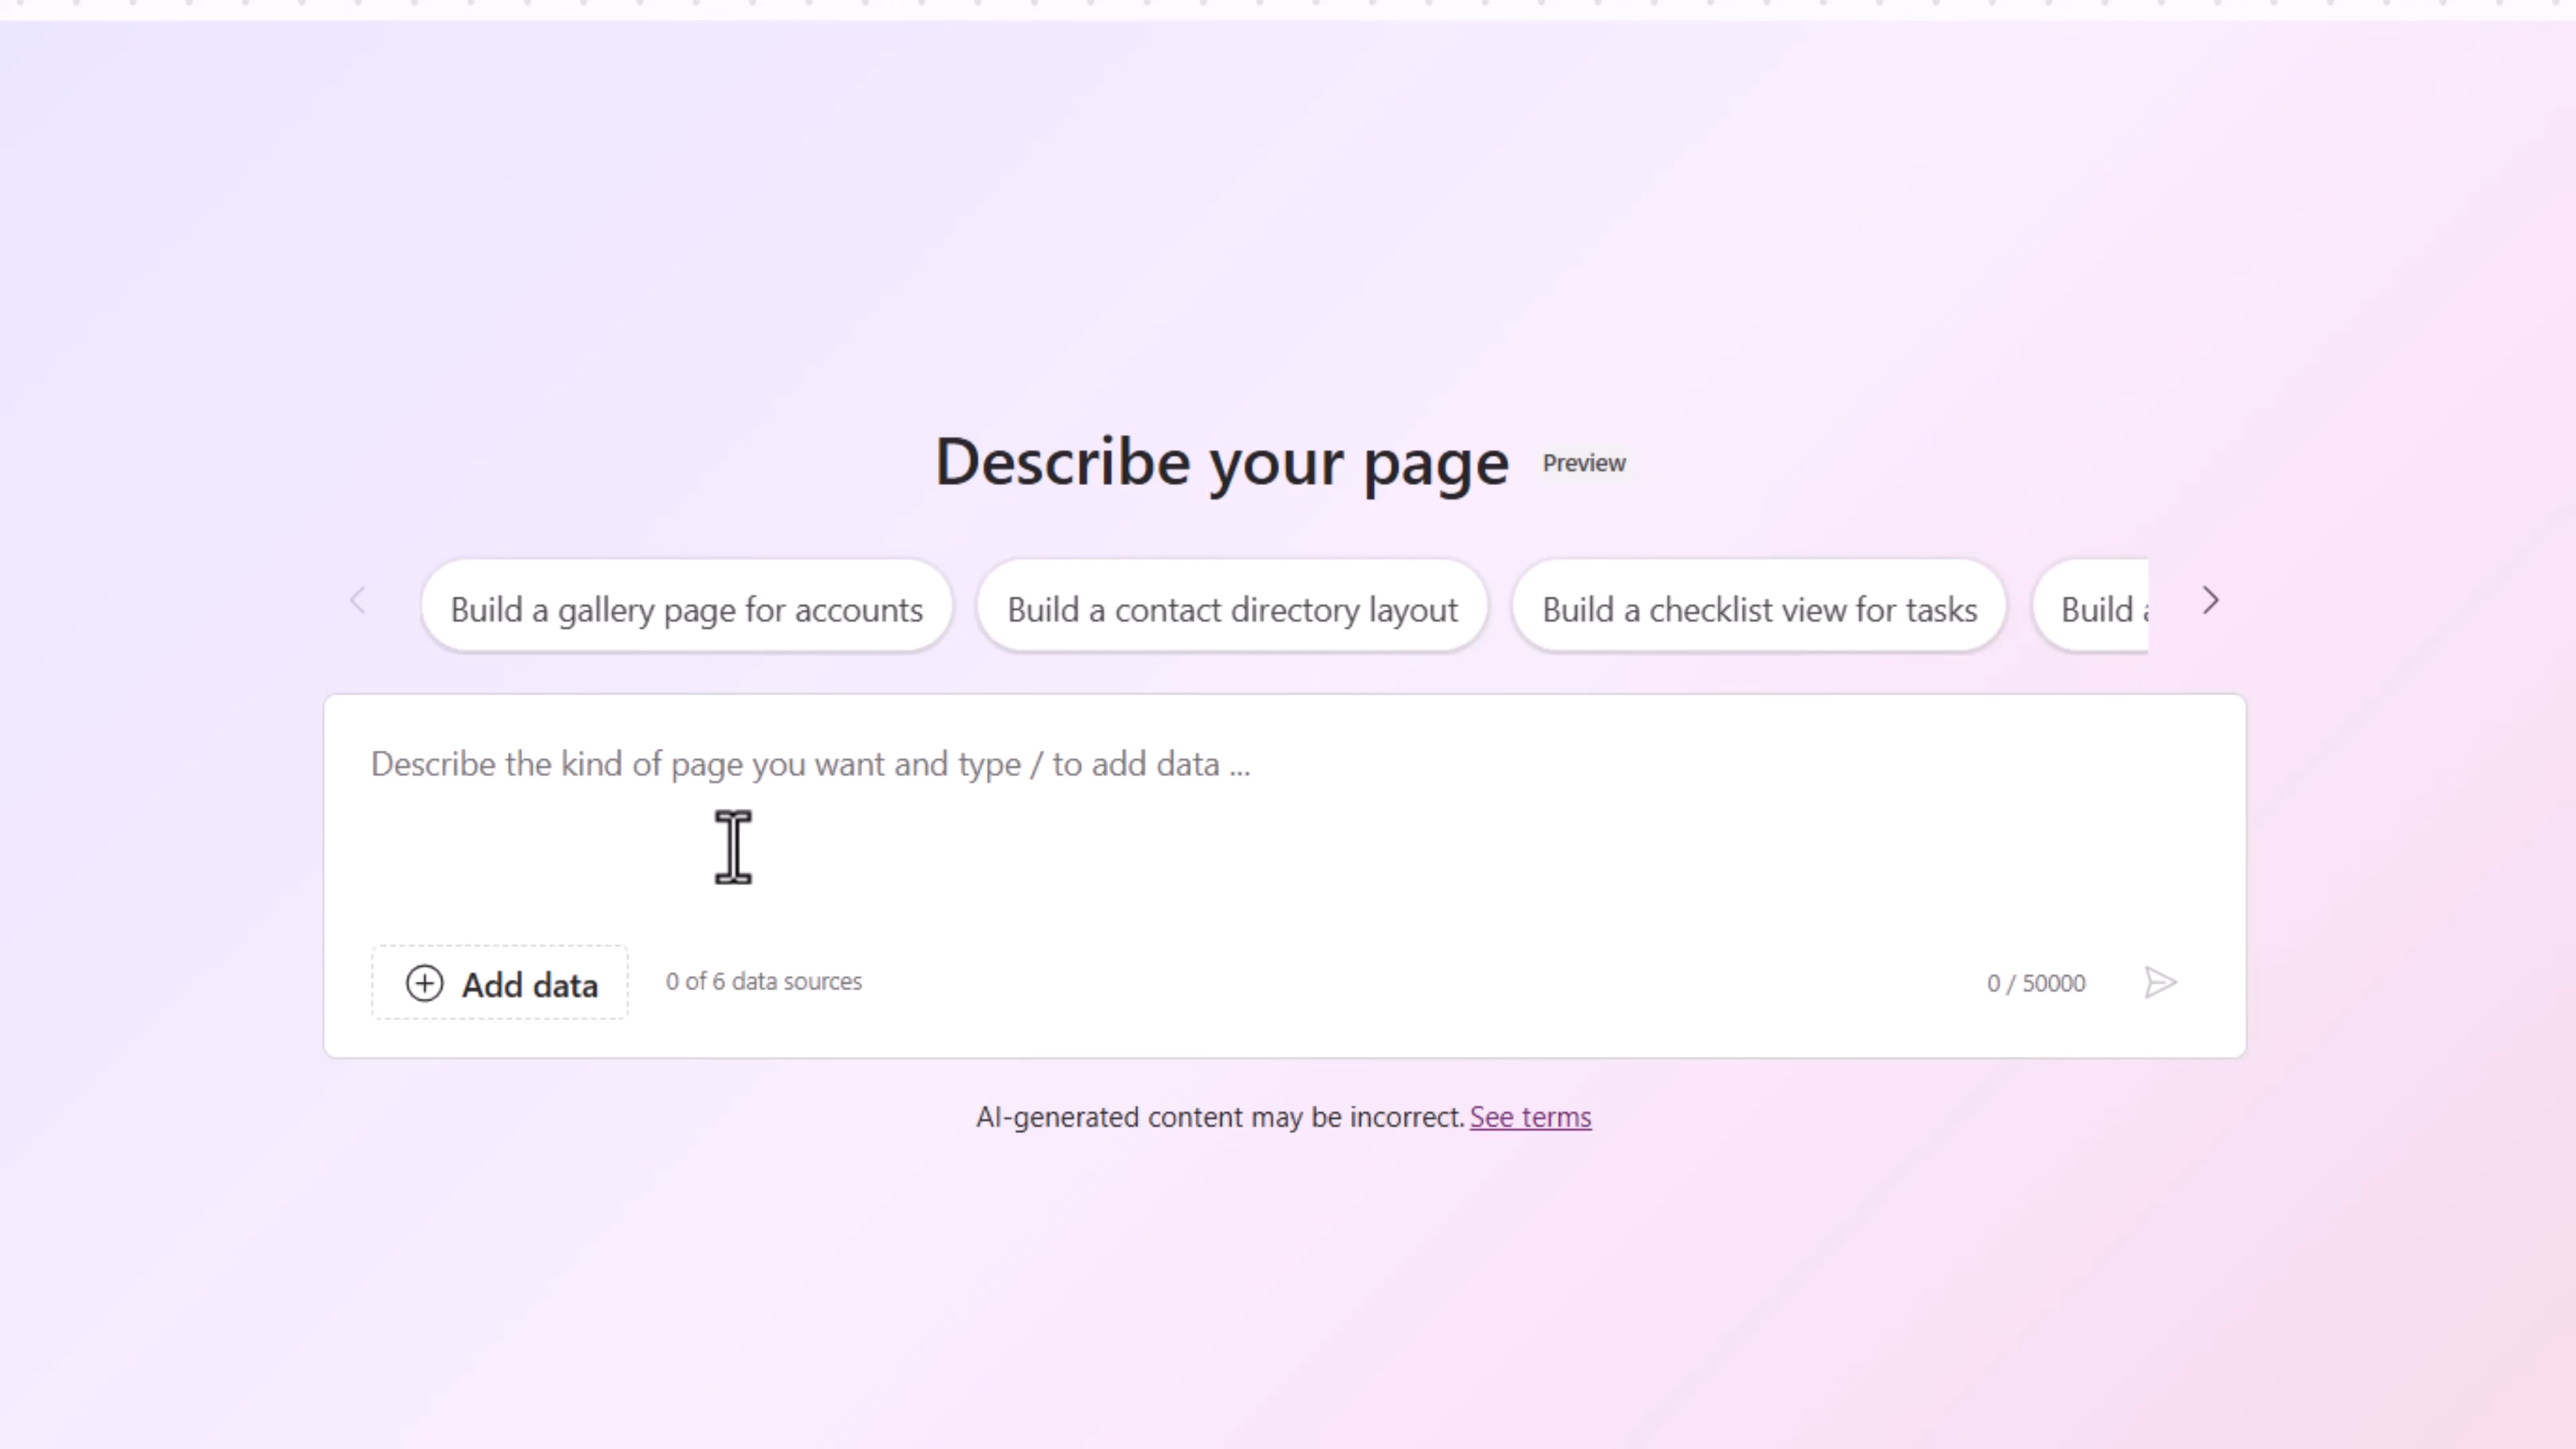 Describe your page Preview
Build a gallery page for accounts
Build a contact directory layout
Build a checklist view for tasks
Build
Describe the kind of page you want and type / to add data ...
Add data
0 of 6 data sources
0 / 50000
AI-generated content may be incorrect. See terms